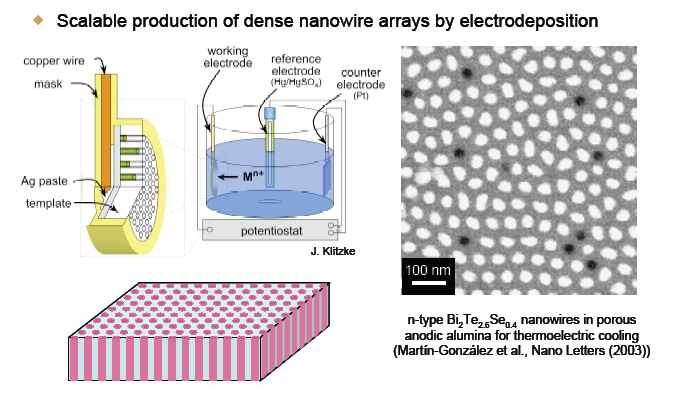 Scalable production of dense nanowire arrays by electrodeposition
copper wire
mask
Ag paste
template
working
electrode
reference
electrode
(Hg/HgSO₄)
counter
electrode
(Pt)
Mⁿ⁺
potentiostat
J. Klitzke
100 nm
n-type Bi₂Te₂.₆Se₀.₄ nanowires in porous
anodic alumina for thermoelectric cooling
(Martín-González et al., Nano Letters (2003))